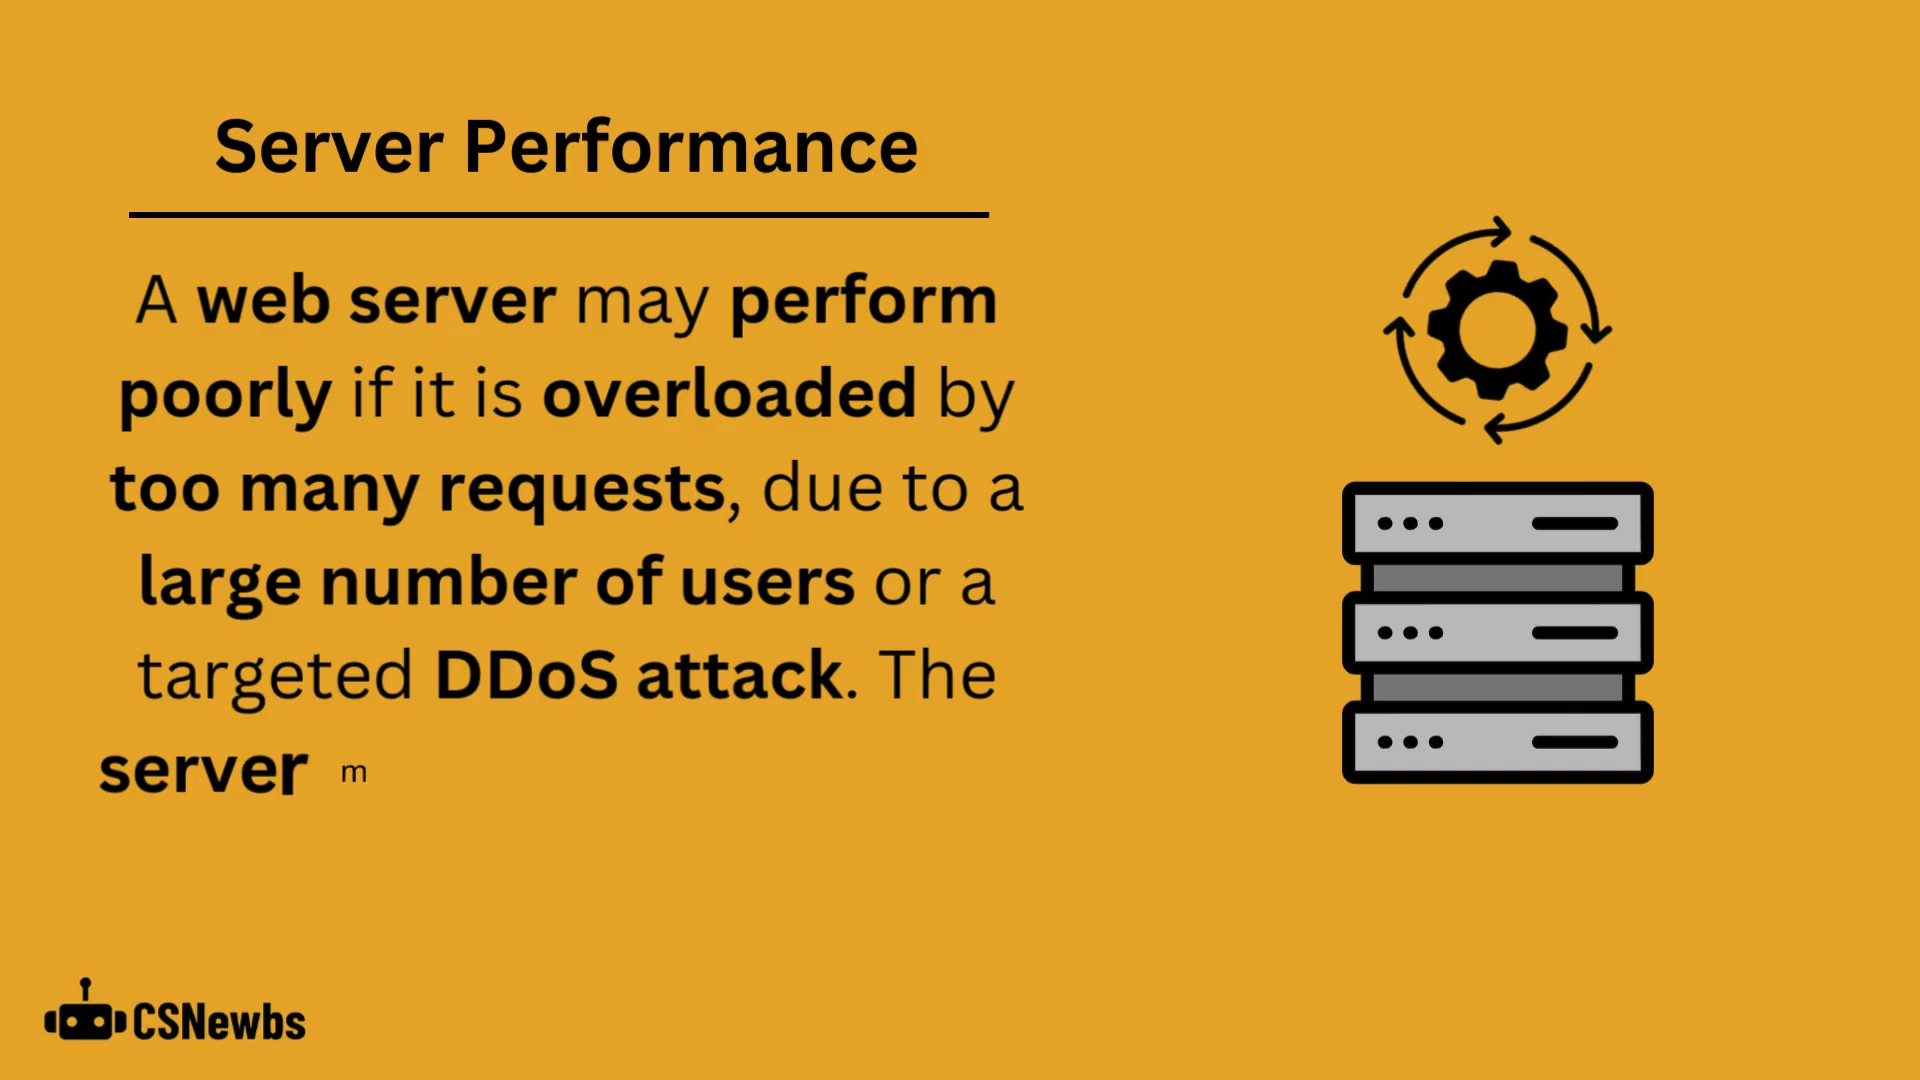 Server Performance
A web server may perform
poorly if it is overloaded by
too many requests, due to a
large number of users or a
targeted DDoS attack. The
server m
CSNewbs